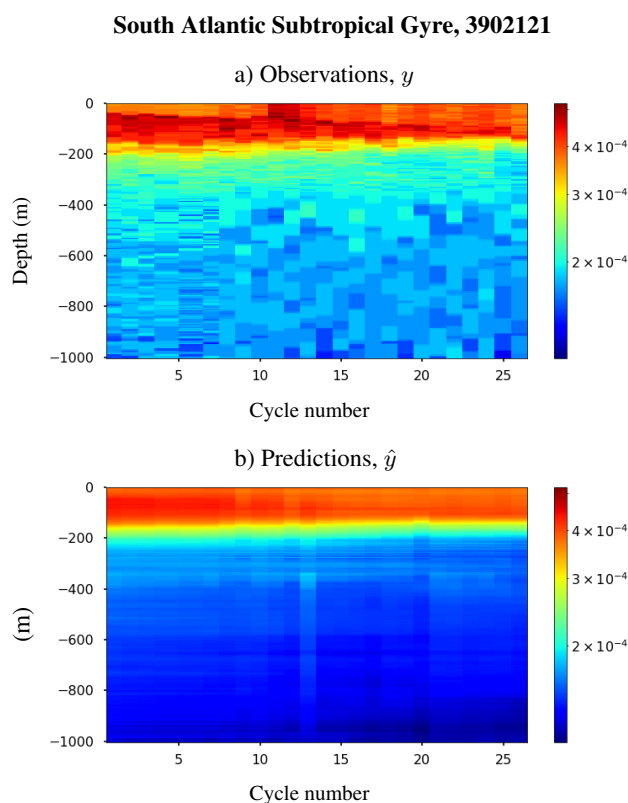 South Atlantic Subtropical Gyre, 3902121
a) Observations, y
0
−200
−400
−600
−800
−1000
Depth (m)
5 10 15 20 25
Cycle number
4 × 10⁻⁴
3 × 10⁻⁴
2 × 10⁻⁴
b) Predictions, ŷ
0
−200
−400
−600
−800
−1000
(m)
5 10 15 20 25
Cycle number
4 × 10⁻⁴
3 × 10⁻⁴
2 × 10⁻⁴